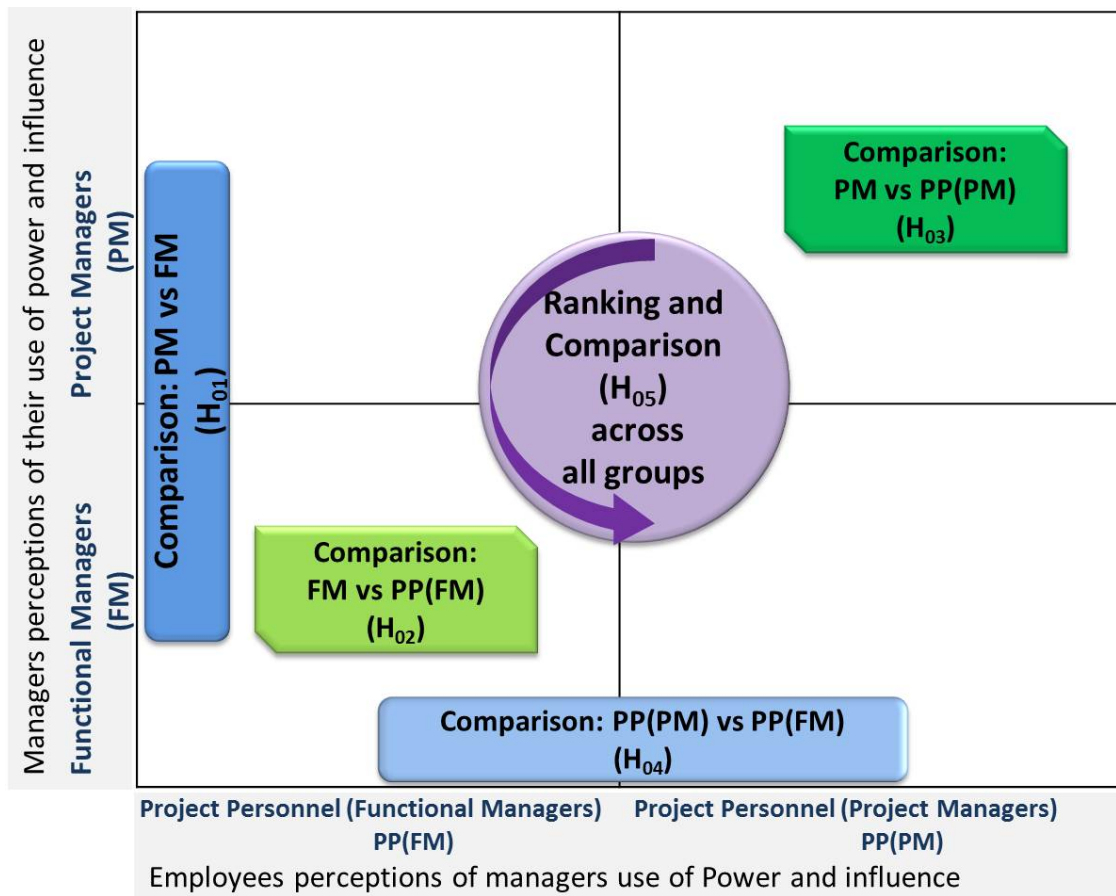 Managers perceptions of their use of power and influence
Project Managers
(PM)
Functional Managers
(FM)
Comparison: PM vs FM
(H₀₁)
Comparison:
PM vs PP(PM)
(H₀₃)
Ranking and
Comparison
(H₀₅)
across
all groups
Comparison:
FM vs PP(FM)
(H₀₂)
Comparison: PP(PM) vs PP(FM)
(H₀₄)
Project Personnel (Functional Managers)
PP(FM)
Project Personnel (Project Managers)
PP(PM)
Employees perceptions of managers use of Power and influence